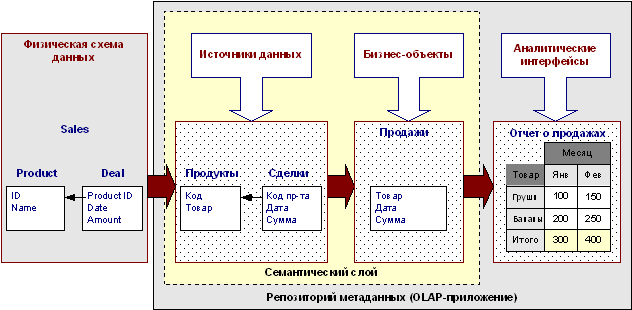 Физическая схема
данных
Sales
Product
Deal
ID
Name
Product ID
Date
Amount
Источники данных
Бизнес-объекты
Аналитические
интерфейсы
Продукты
Сделки
Код
Товар
Код пр-та
Дата
Сумма
Продажи
Товар
Дата
Сумма
Отчет о продажах
Месяц
Товар Янв Фев
Груши 100 150
Бананы 200 250
Итого 300 400
Семантический слой
Репозиторий метаданных (OLAP-приложение)